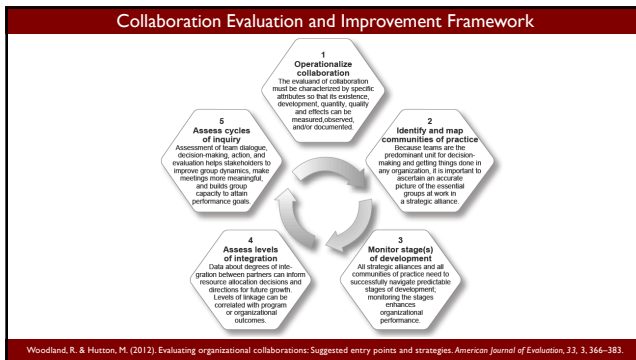 Collaboration Evaluation and Improvement Framework
1
Operationalize
collaboration
The evaluand of collaboration
must be characterized by specific
attributes so that its existence,
development, quantity, quality
and effects can be
measured,observed,
and/or documented.
2
Identify and map
communities of practice
Because teams are the
predominant unit for decision-
making and getting things done in
any organization, it is important to
ascertain an accurate
picture of the essential
groups at work in
a strategic alliance.
3
Monitor stage(s)
of development
All strategic alliances and all
communities of practice need to
successfully navigate predictable
stages of development;
monitoring the stages
enhances
organizational
performance.
4
Assess levels
of integration
Data about degrees of inte-
gration between partners can inform
resource allocation decisions and
directions for future growth.
Levels of linkage can be
correlated with program
or organizational
outcomes.
5
Assess cycles
of inquiry
Assessment of team dialogue,
decision-making, action, and
evaluation helps stakeholders to
improve group dynamics, make
meetings more meaningful,
and builds group
capacity to attain
performance goals.
Woodland, R. & Hutton, M. (2012). Evaluating organizational collaborations: Suggested entry points and strategies. American Journal of Evaluation, 33, 3, 366–383.